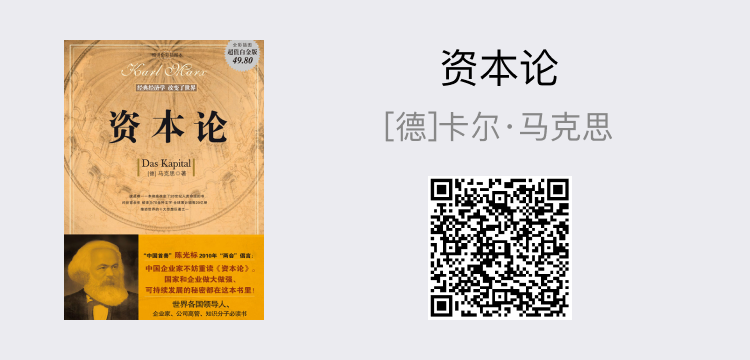 全彩插图
超值白金版
49.80
Karl Marx
经典经济学 改变了世界
资本论
Das Kapital
[德] 马克思◎著
“中国首善”陈光标 2010年“两会”倡言：
中国企业家不妨重读《资本论》，
国家和企业做大做强、
可持续发展的秘密都在这本书里！
世界各国领导人、
企业家、公司高管、知识分子必读书
资本论
[德]卡尔·马克思